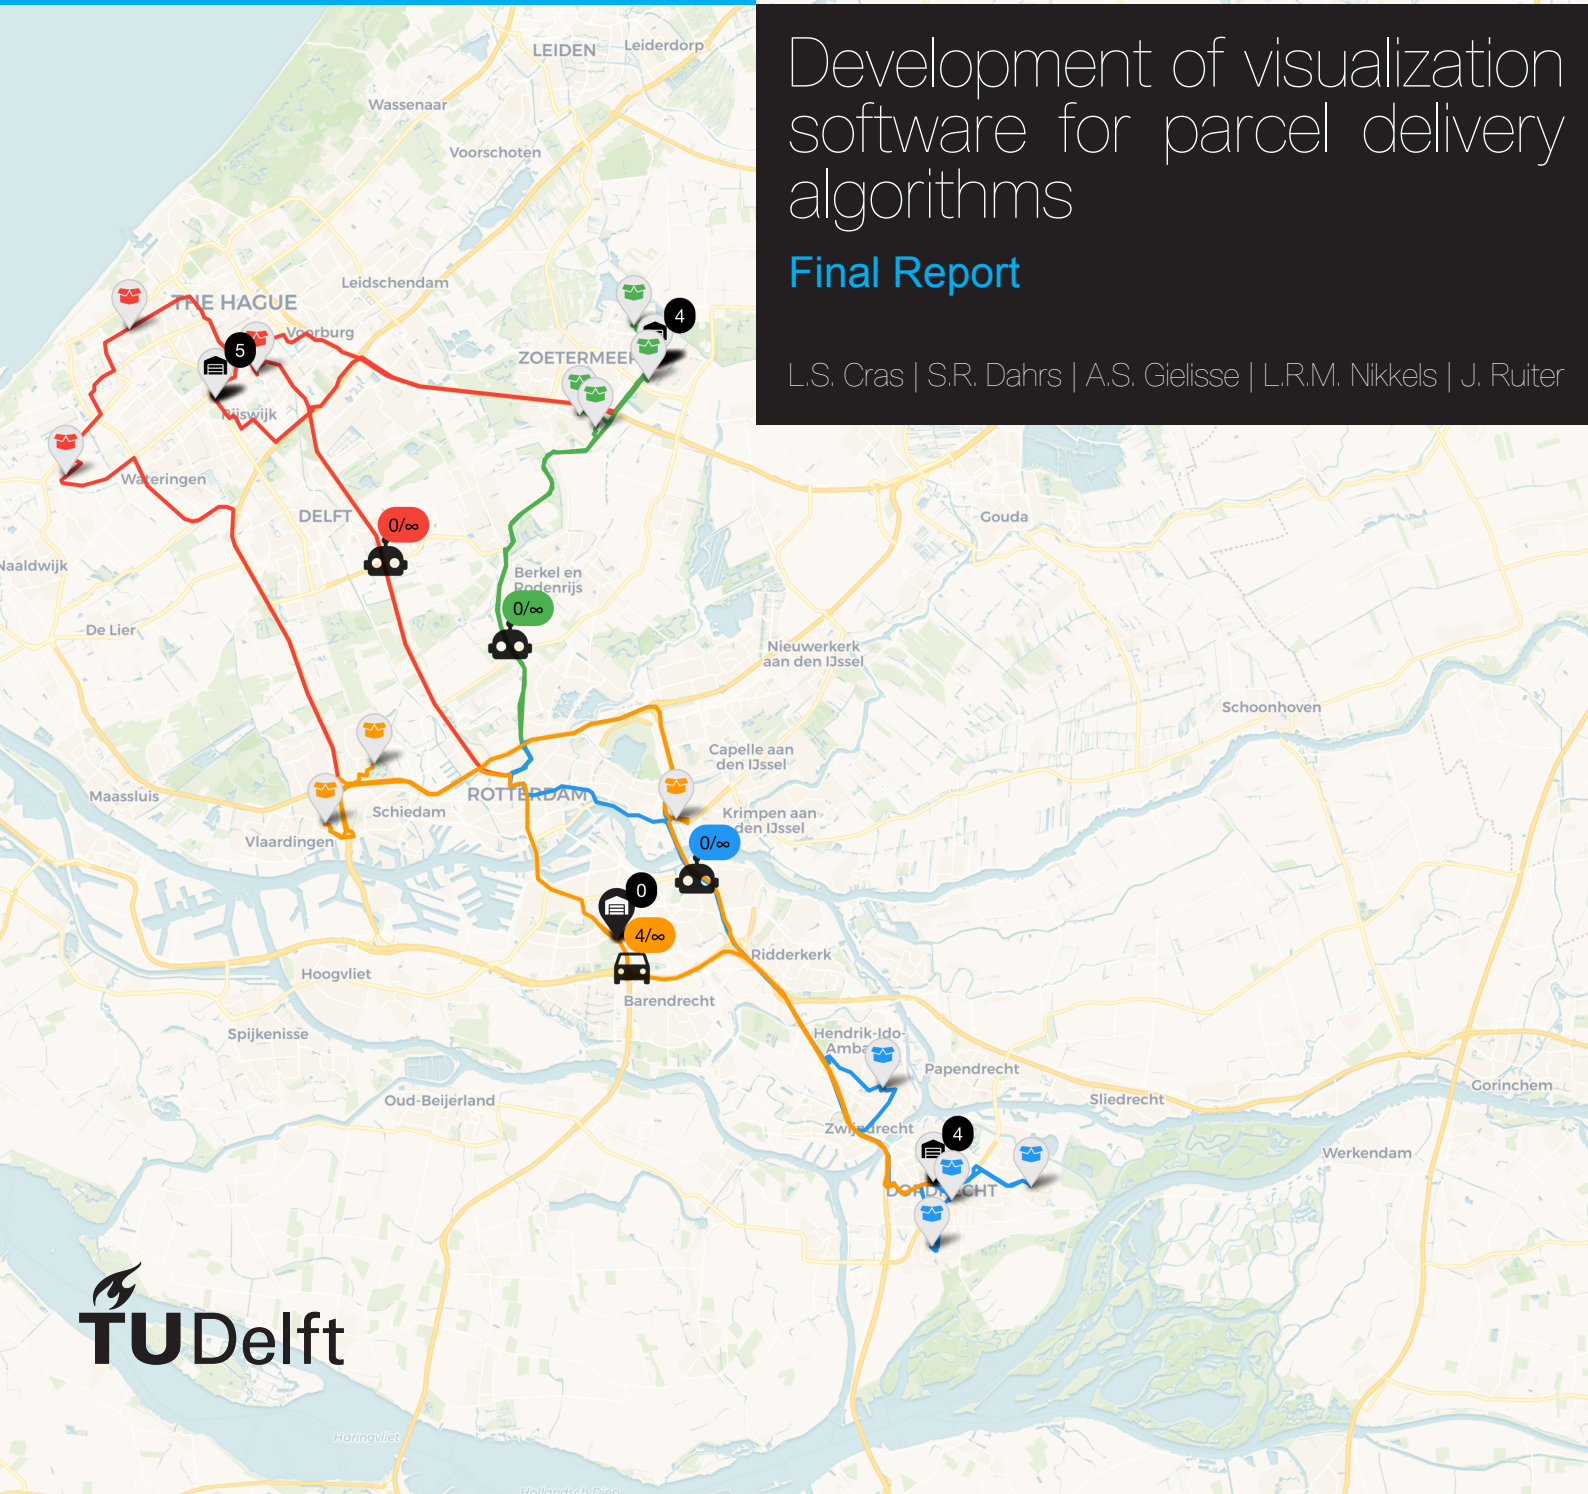 Development of visualization
software for parcel delivery
algorithms
Final Report
L.S. Cras | S.R. Dahrs | A.S. Gielisse | L.R.M. Nikkels | J. Ruiter
LEIDEN
Leiderdorp
Wassenaar
Voorschoten
Leidschendam
THE HAGUE
4
Voorburg
5
ZOETERMEER
Rijswijk
Wateringen
DELFT
0/∞
Gouda
Naaldwijk
Berkel en
Rodenrijs
0/∞
De Lier
Nieuwerkerk
aan den IJssel
Schoonhoven
Capelle aan
den IJssel
Maassluis
ROTTERDAM
Schiedam
Krimpen aan
den IJssel
Vlaardingen
0/∞
0
4/∞
Ridderkerk
Hoogvliet
Barendrecht
Spijkenisse
Hendrik-Ido-
Ambacht
Papendrecht
Gorinchem
Oud-Beijerland
Sliedrecht
Zwijndrecht
4
Werkendam
DORDRECHT
TUDelft
Haringvliet
Hollandsch Diep